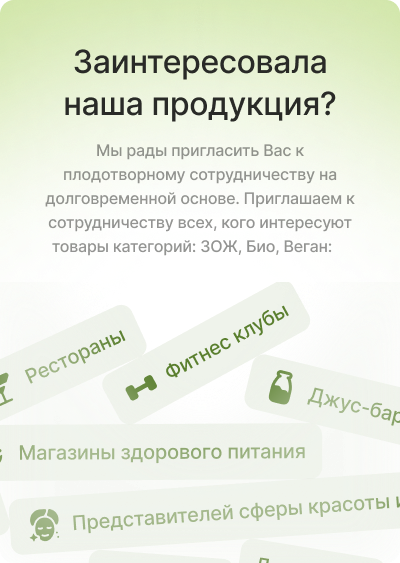 Заинтересовала
наша продукция?
Мы рады пригласить Вас к
плодотворному сотрудничеству на
долговременной основе. Приглашаем к
сотрудничеству всех, кого интересуют
товары категорий: ЗОЖ, Био, Веган:
Рестораны
Фитнес клубы
Джус-бар
Магазины здорового питания
Представителей сферы красоты и